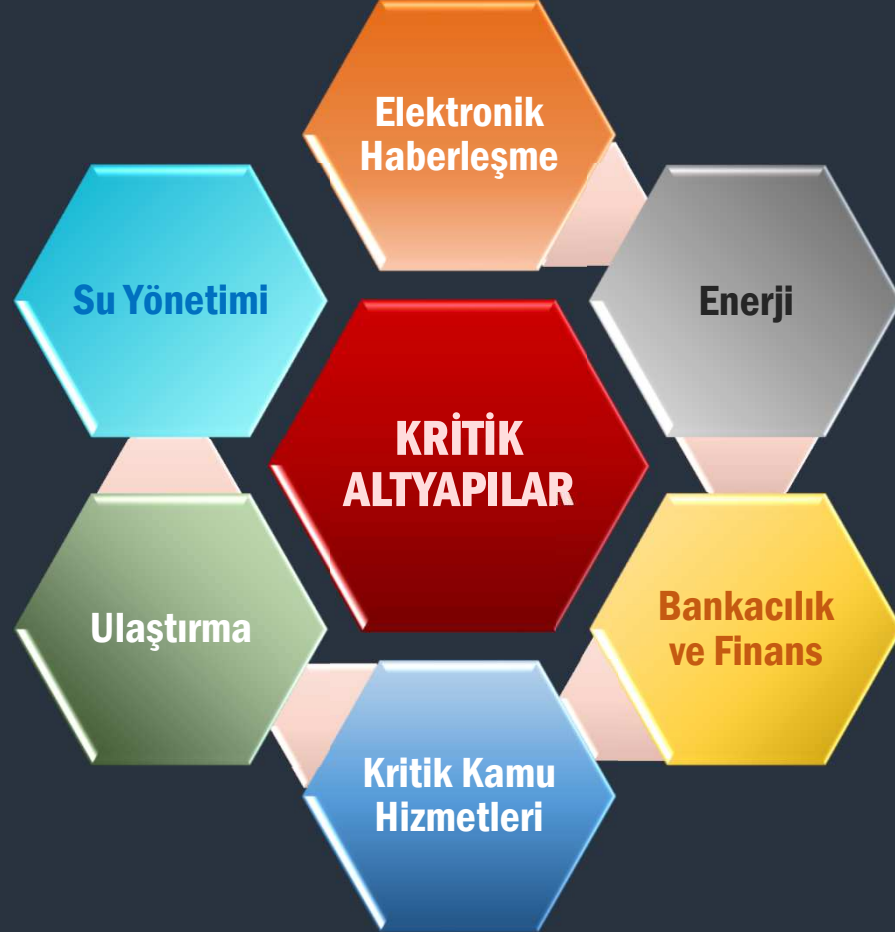 Elektronik
Haberleşme
Su Yönetimi
Enerji
KRİTİK
ALTYAPILAR
Ulaştırma
Bankacılık
ve Finans
Kritik Kamu
Hizmetleri